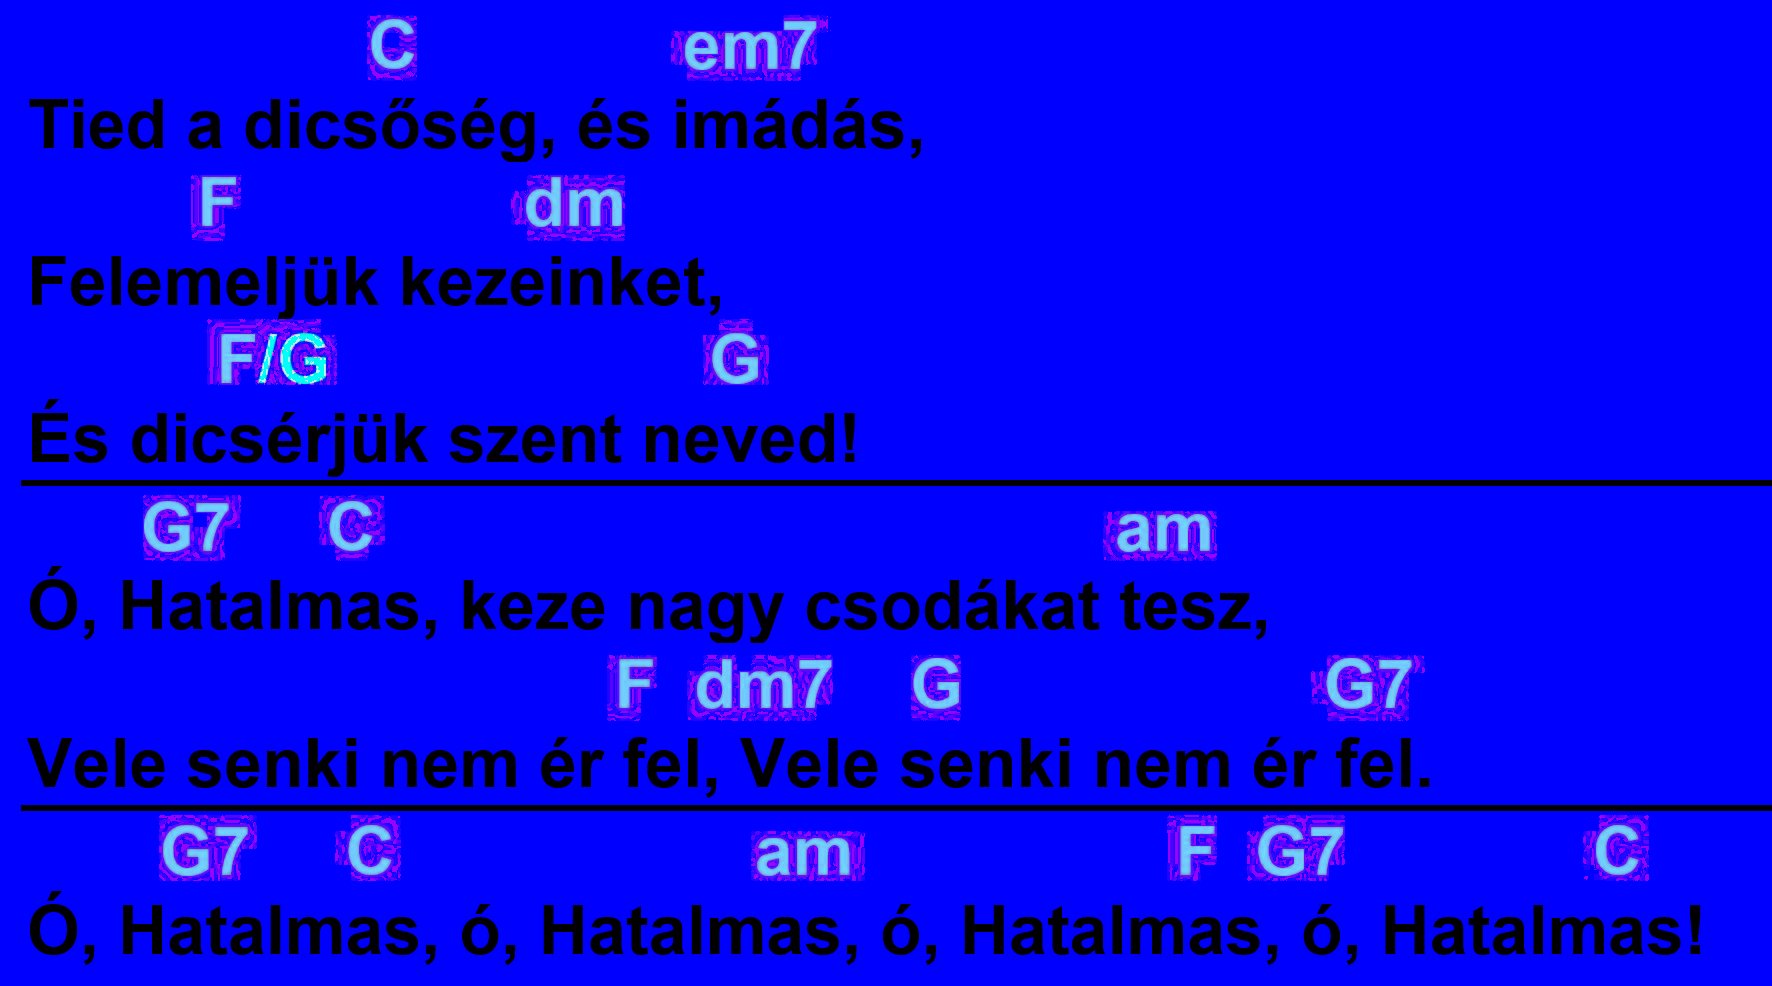 C em7
Tied a dicsőség, és imádás,
F dm
Felemeljük kezeinket,
F/G G
És dicsérjük szent neved!
G7 C am
Ó, Hatalmas, keze nagy csodákat tesz,
F dm7 G G7
Vele senki nem ér fel, Vele senki nem ér fel.
G7 C am F G7 C
Ó, Hatalmas, ó, Hatalmas, ó, Hatalmas, ó, Hatalmas!